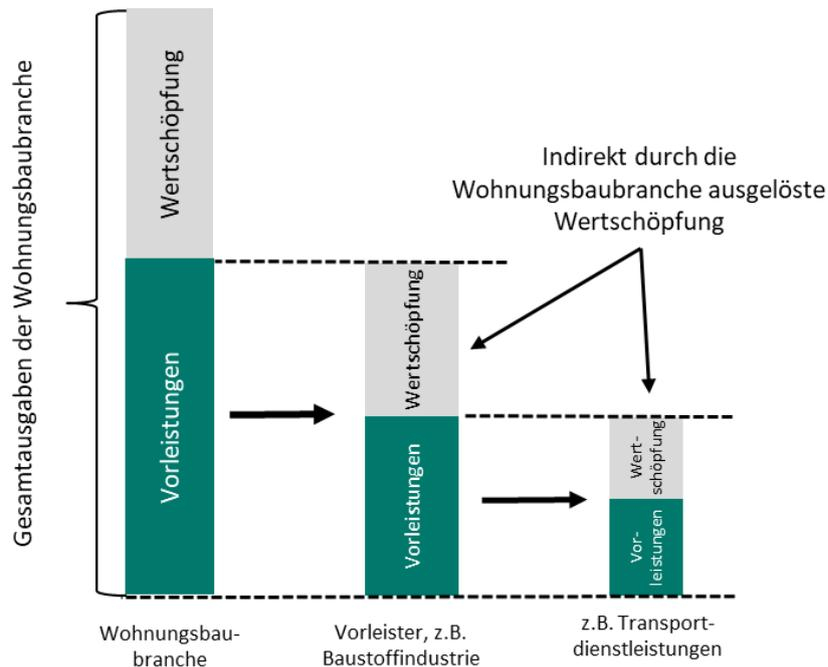 Gesamtausgaben der Wohnungsbaubranche
Wertschöpfung
Vorleistungen
Wohnungsbau-
branche
Wertschöpfung
Vorleistungen
Vorleister, z.B.
Baustoffindustrie
Indirekt durch die
Wohnungsbaubranche ausgelöste
Wertschöpfung
Wert-
schöpfung
Vor-
leistungen
z.B. Transport-
dienstleistungen